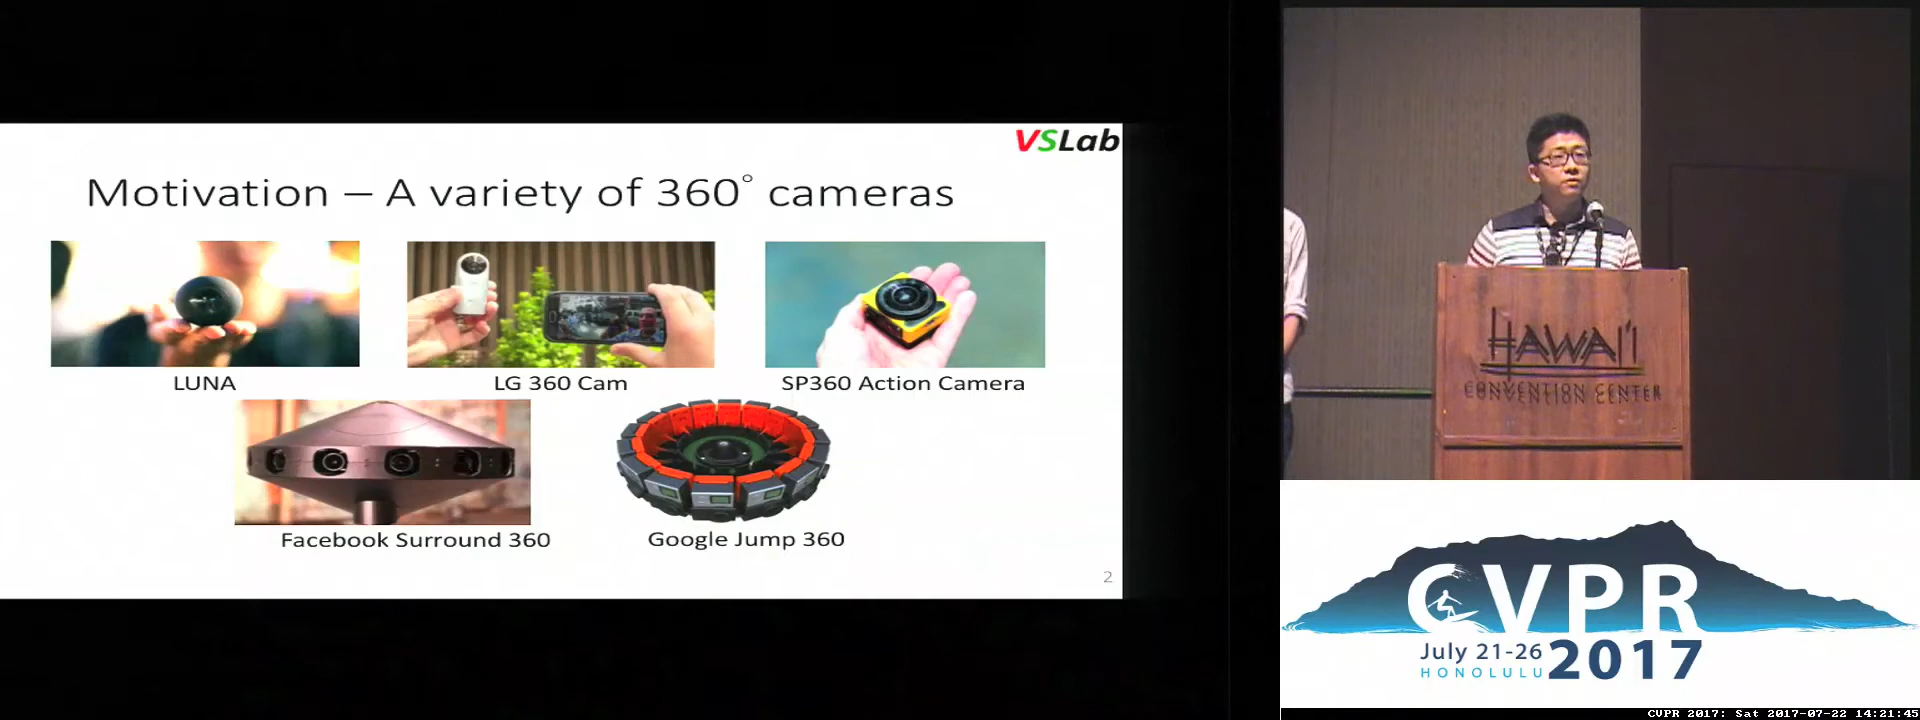 VSLab
Motivation – A variety of 360° cameras
LUNA
LG 360 Cam
SP360 Action Camera
Facebook Surround 360
Google Jump 360
2
HAWAI'I
CONVENTION CENTER
CVPR
July 21-26
HONOLULU
2017
CVPR 2017: Sat 2017-07-22 14:21:45